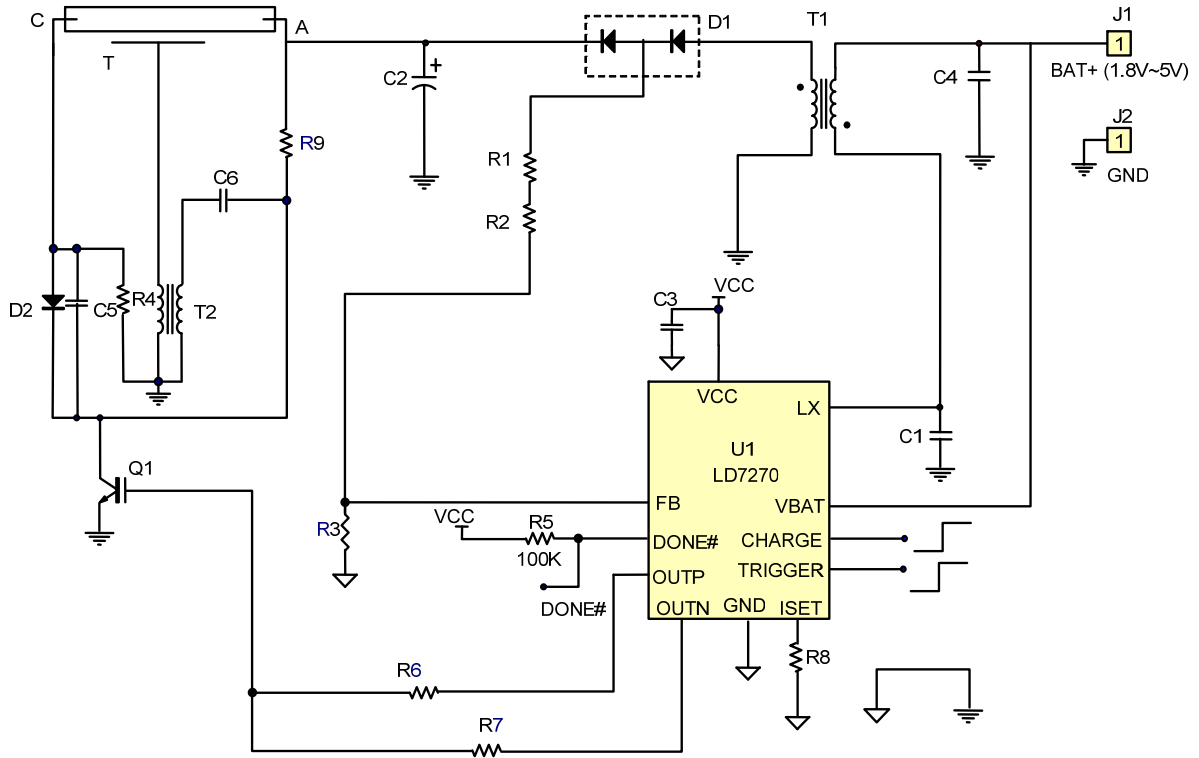 C
A
T
D1
T1
J1
1
BAT+ (1.8V~5V)
C2
+
C4
J2
1
GND
R9
R1
C6
R2
VCC
C3
D2
C5
R4
T2
VCC
LX
C1
U1
LD7270
Q1
FB
VBAT
R3
VCC
R5
100K
DONE#
CHARGE
OUTP
TRIGGER
DONE#
OUTN
GND
ISET
R8
R6
R7